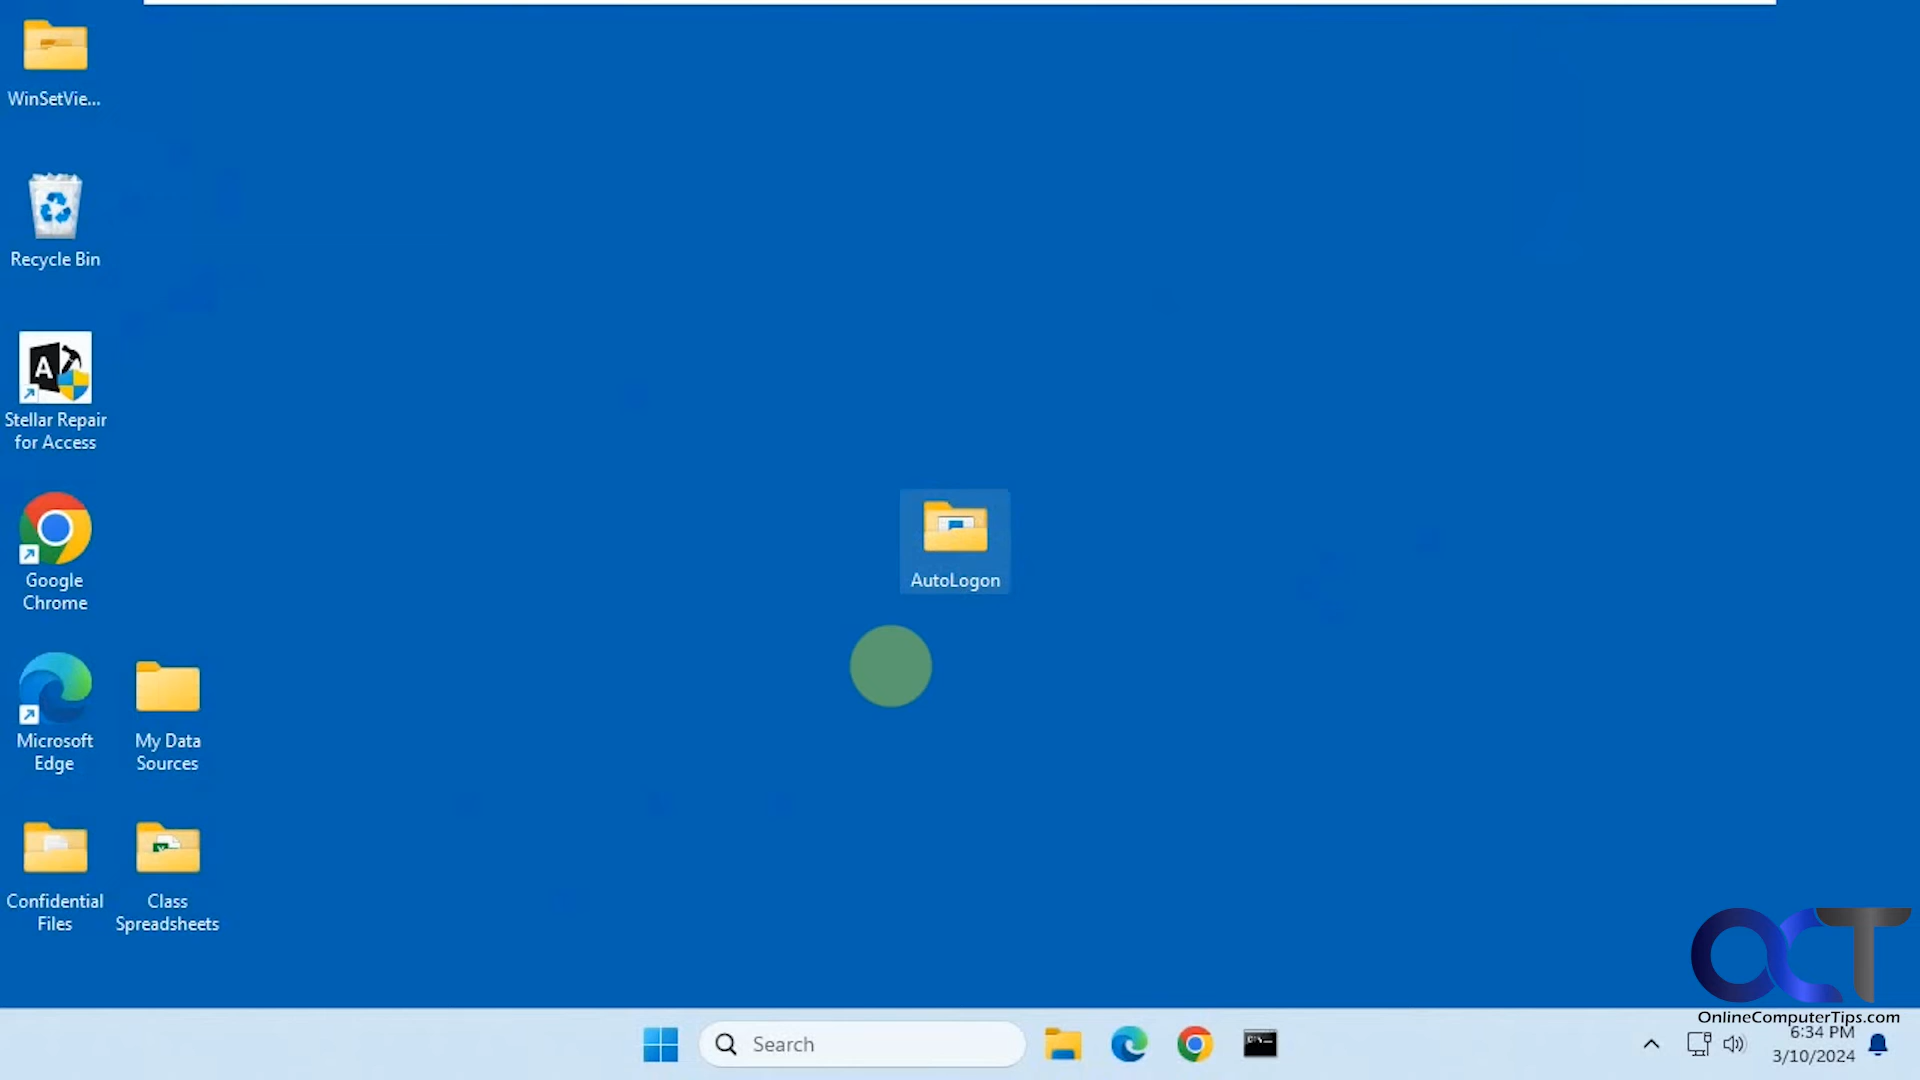 WinSetVie...
Recycle Bin
A
Stellar Repair
for Access
Google
Chrome
Microsoft
Edge
My Data
Sources
Confidential
Files
Class
Spreadsheets
AutoLogon
OCT
OnlineComputerTips.com
Search
6:34 PM
3/10/2024